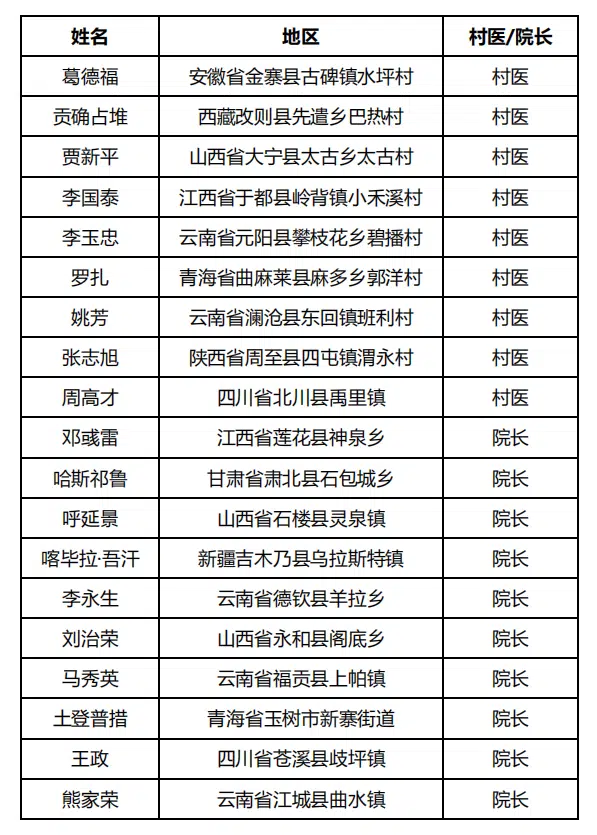 姓名 地区 村医/院长
葛德福 安徽省金寨县古碑镇水坪村 村医
贡确占堆 西藏改则县先遣乡巴热村 村医
贾新平 山西省大宁县太古乡太古村 村医
李国泰 江西省于都县岭背镇小禾溪村 村医
李玉忠 云南省元阳县攀枝花乡碧播村 村医
罗扎 青海省曲麻莱县麻多乡郭洋村 村医
姚芳 云南省澜沧县东回镇班利村 村医
张志旭 陕西省周至县四屯镇渭永村 村医
周高才 四川省北川县禹里镇 村医
邓彧雷 江西省莲花县神泉乡 院长
哈斯祁鲁 甘肃省肃北县石包城乡 院长
呼延景 山西省石楼县灵泉镇 院长
喀毕拉·吾汗 新疆吉木乃县乌拉斯特镇 院长
李永生 云南省德钦县羊拉乡 院长
刘治荣 山西省永和县阁底乡 院长
马秀英 云南省福贡县上帕镇 院长
土登普措 青海省玉树市新寨街道 院长
王政 四川省苍溪县歧坪镇 院长
熊家荣 云南省江城县曲水镇 院长